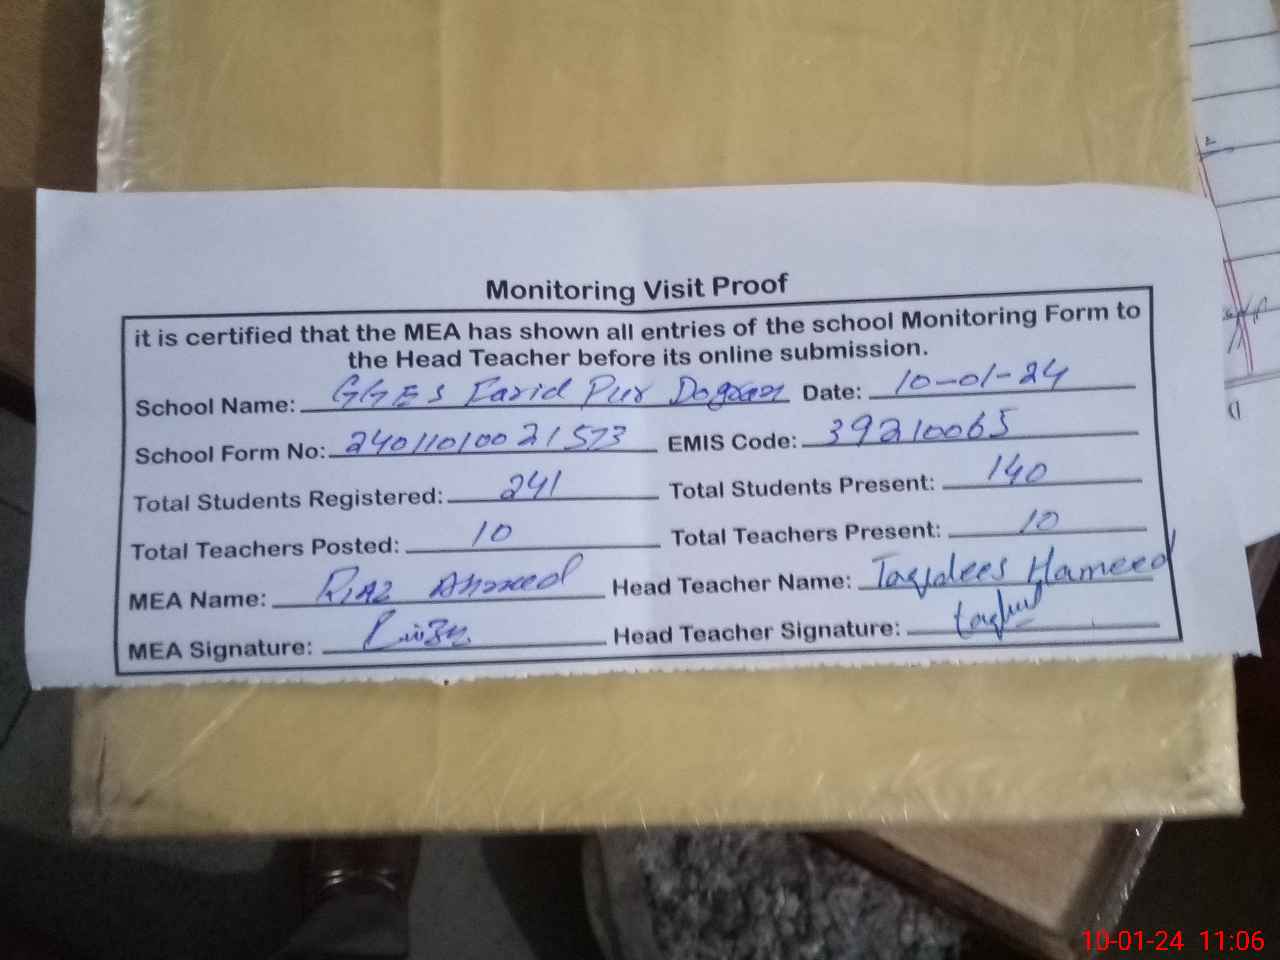 Monitoring Visit Proof
it is certified that the MEA has shown all entries of the school Monitoring Form to
the Head Teacher before its online submission.
School Name: GGES Farid Pur Dogran Date: 10-01-24
School Form No: 24011010021573 EMIS Code: 39210065
Total Students Registered: 241 Total Students Present: 140
Total Teachers Posted: 10 Total Teachers Present: 10
MEA Name: Riaz Ahmed Head Teacher Name: Taqdees Hameed
MEA Signature: Head Teacher Signature:
10-01-24 11:06